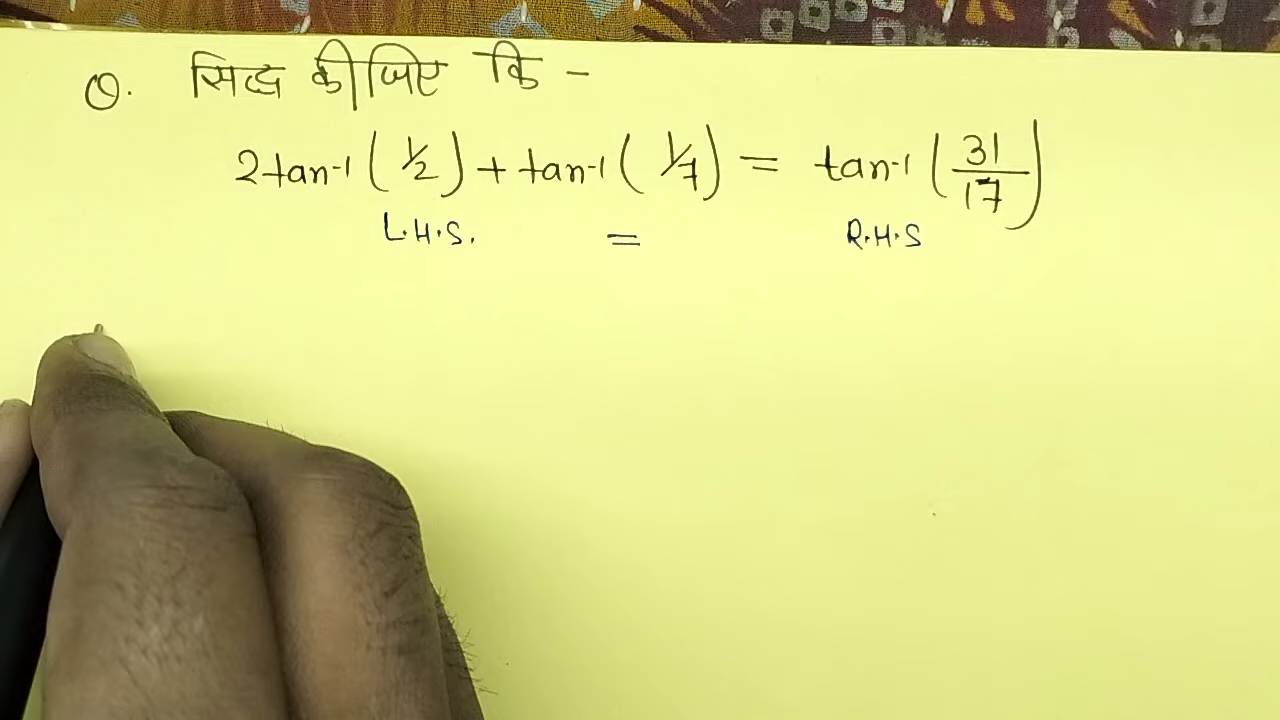 Q. सिद्ध कीजिए कि -
2tan-1 (1/2) + tan-1 (1/7) = tan-1 (31/17)
L.H.S. = R.H.S